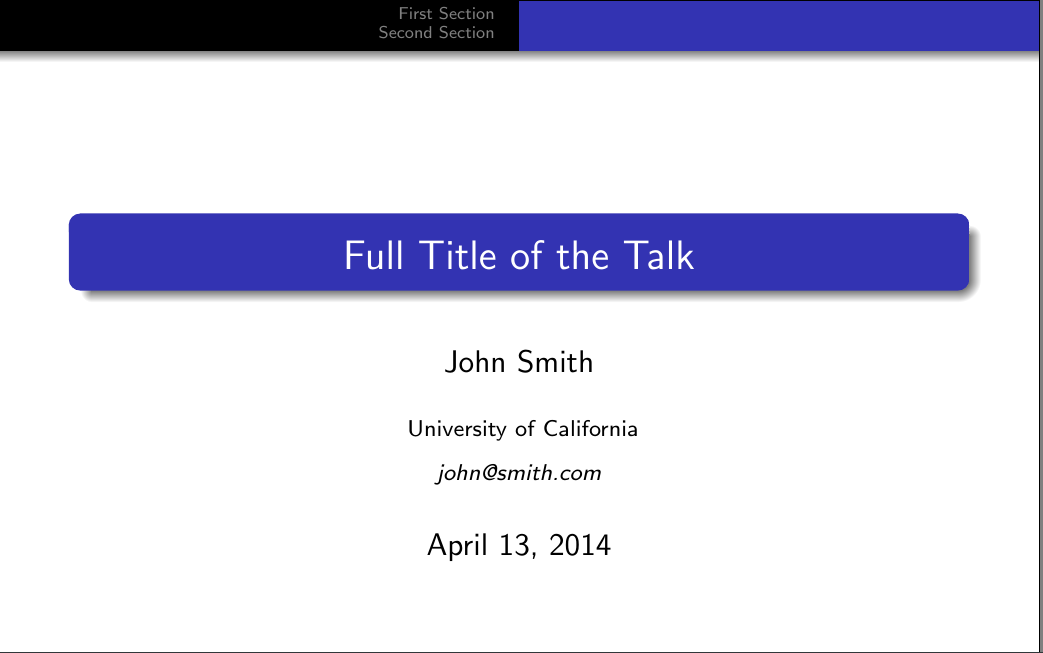 First Section
Second Section
Full Title of the Talk
John Smith
University of California
john@smith.com
April 13, 2014